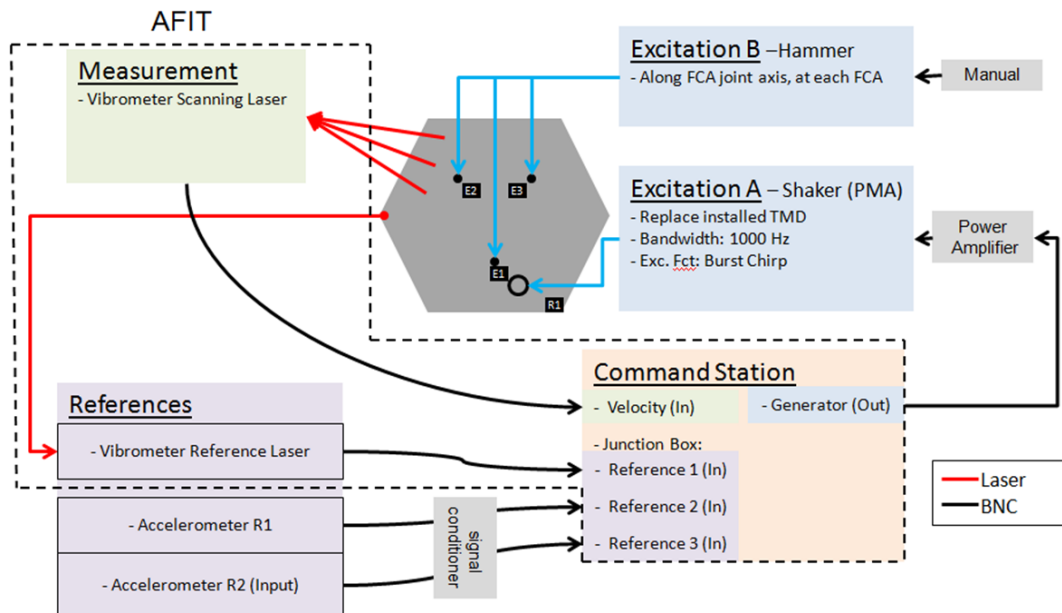 AFIT
Measurement
- Vibrometer Scanning Laser
Excitation B – Hammer
- Along FCA joint axis, at each FCA
Manual
E2
E3
E1
R1
Excitation A – Shaker (PMA)
- Replace installed TMD
- Bandwidth: 1000 Hz
- Exc. Fct: Burst Chirp
Power
Amplifier
Command Station
- Velocity (In)
- Generator (Out)
- Junction Box:
- Reference 1 (In)
- Reference 2 (In)
- Reference 3 (In)
References
- Vibrometer Reference Laser
- Accelerometer R1
- Accelerometer R2 (Input)
signal
conditioner
Laser
BNC